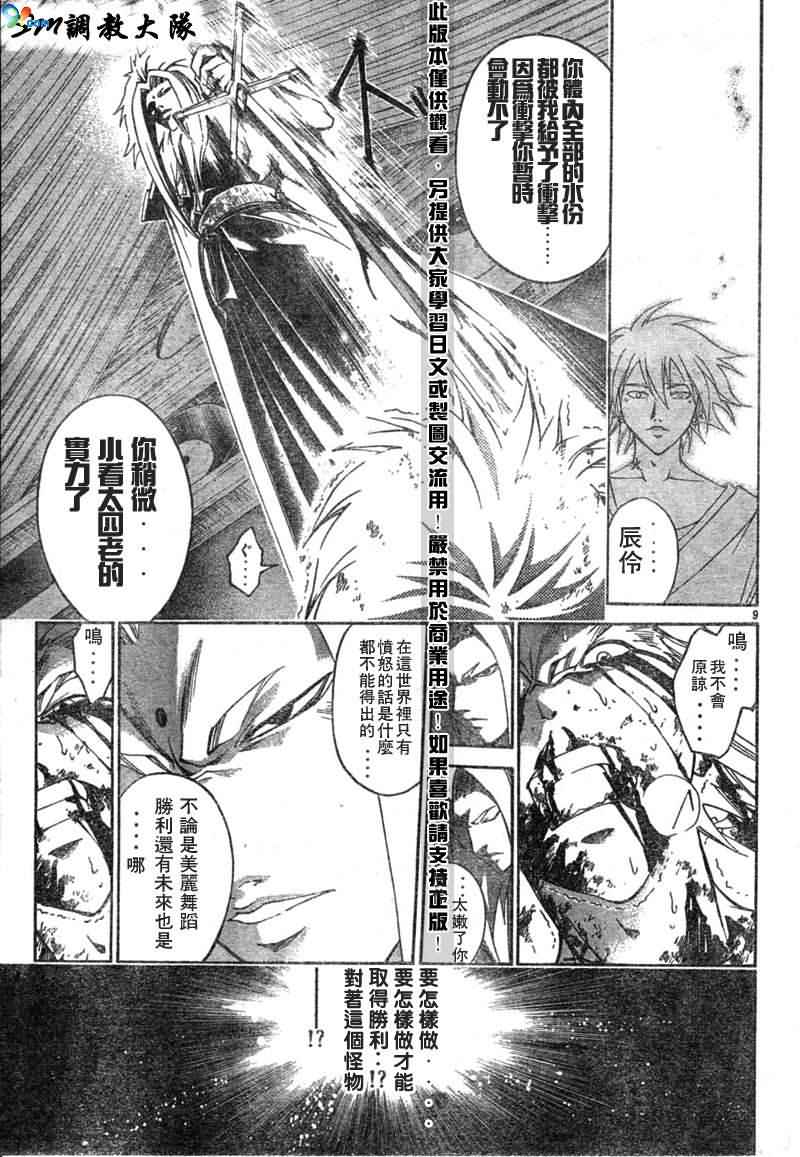 SM調教大隊
.COM
此版本僅供觀看，另提供大家學習日文或製圖交流用！嚴禁用於商業用途！如果喜歡請支持正版！
你體內全部的水份
都被我給予了衝擊......
因為衝擊你暫時
會動不了
辰伶
....
你稍微...
小看太四老的
實力了
ぐ...
9
鳴....
我不會
原諒....
太嫩了你
....
在這世界裡只有
憤怒的話是什麼
都不能得出的
....
不論是美麗舞蹈
勝利還有未來也是
....哪
鳴....
要怎樣做.....
要怎樣做才能
取得勝利...!?
對著這個怪物
──!?